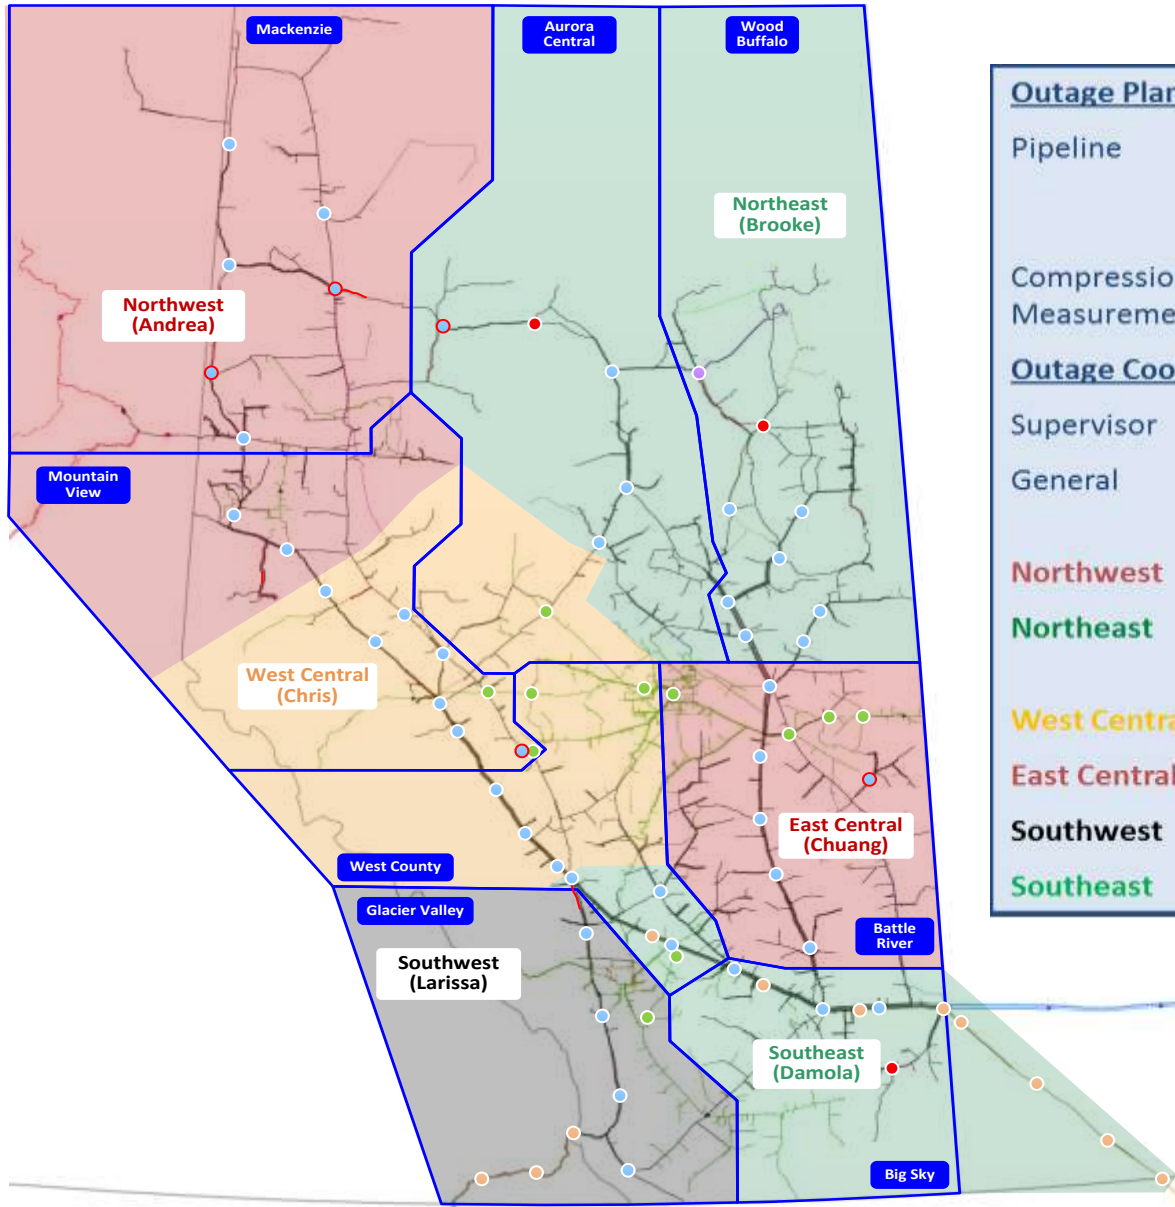 Mackenzie
Aurora
Central
Wood
Buffalo
Northeast
(Brooke)
Northwest
(Andrea)
Mountain
View
West Central
(Chris)
East Central
(Chuang)
West County
Glacier Valley
Battle
River
Southwest
(Larissa)
Southeast
(Damola)
Big Sky
Outage Plan
Pipeline
Compressio
Measureme
Outage Coo
Supervisor
General
Northwest
Northeast
West Centra
East Central
Southwest
Southeast